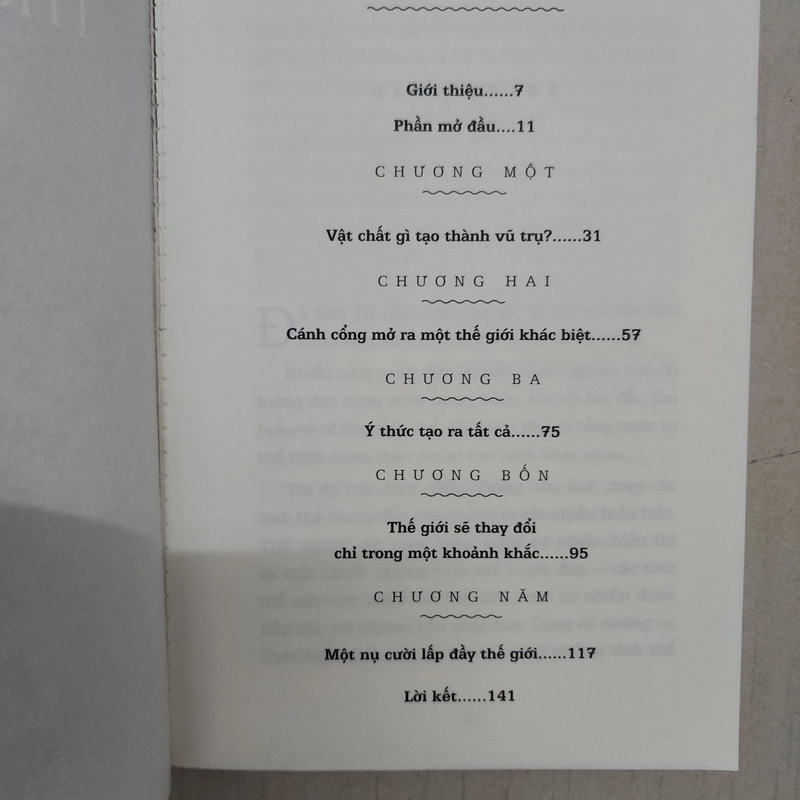 Giới thiệu......7
Phần mở đầu....11
CHƯƠNG MỘT
Vật chất gì tạo thành vũ trụ?......31
CHƯƠNG HAI
Cánh cổng mở ra một thế giới khác biệt......57
CHƯƠNG BA
Ý thức tạo ra tất cả......75
CHƯƠNG BỐN
Thế giới sẽ thay đổi
chỉ trong một khoảnh khắc......95
CHƯƠNG NĂM
Một nụ cười lấp đầy thế giới......117
Lời kết......141